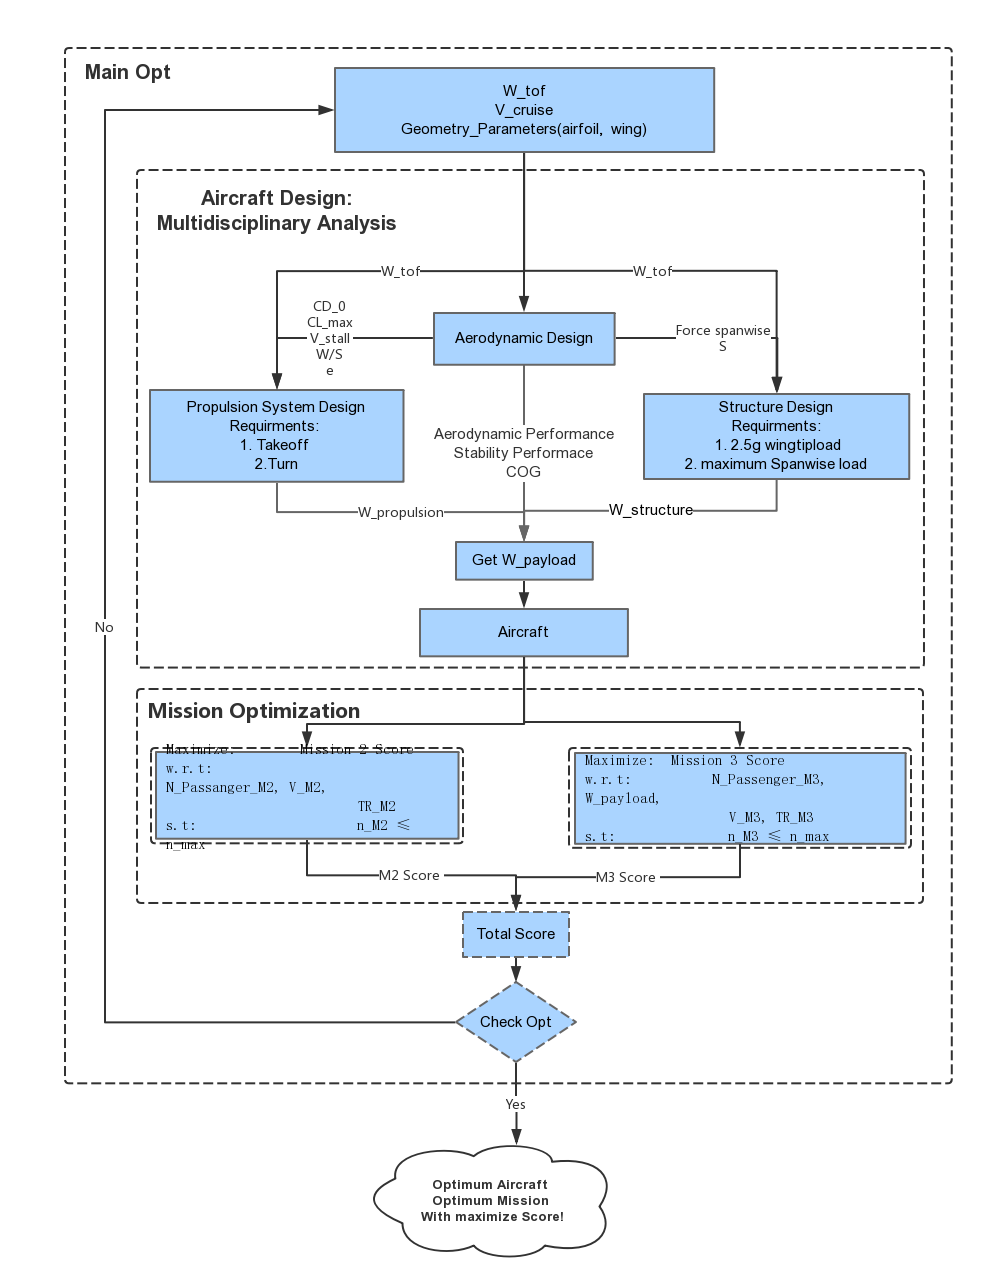 Main Opt
W_tof
V_cruise
Geometry_Parameters(airfoil, wing)
Aircraft Design:
Multidisciplinary Analysis
W_tof
W_tof
CD_0
CL_max
V_stall
W/S
e
Aerodynamic Design
Force spanwise
S
Propulsion System Design
Requirments:
1. Takeoff
2.Turn
Aerodynamic Performance
Stability Performace
COG
Structure Design
Requirments:
1. 2.5g wingtipload
2. maximum Spanwise load
W_propulsion
W_structure
Get W_payload
Aircraft
No
Mission Optimization
Maximize: Mission 2 Score
w.r.t:
N_Passanger_M2, V_M2,
TR_M2
s.t: n_M2 ≤
n_max
Maximize: Mission 3 Score
w.r.t: N_Passenger_M3,
W_payload,
V_M3, TR_M3
s.t: n_M3 ≤ n_max
M2 Score
M3 Score
Total Score
Check Opt
Yes
Optimum Aircraft
Optimum Mission
With maximize Score!